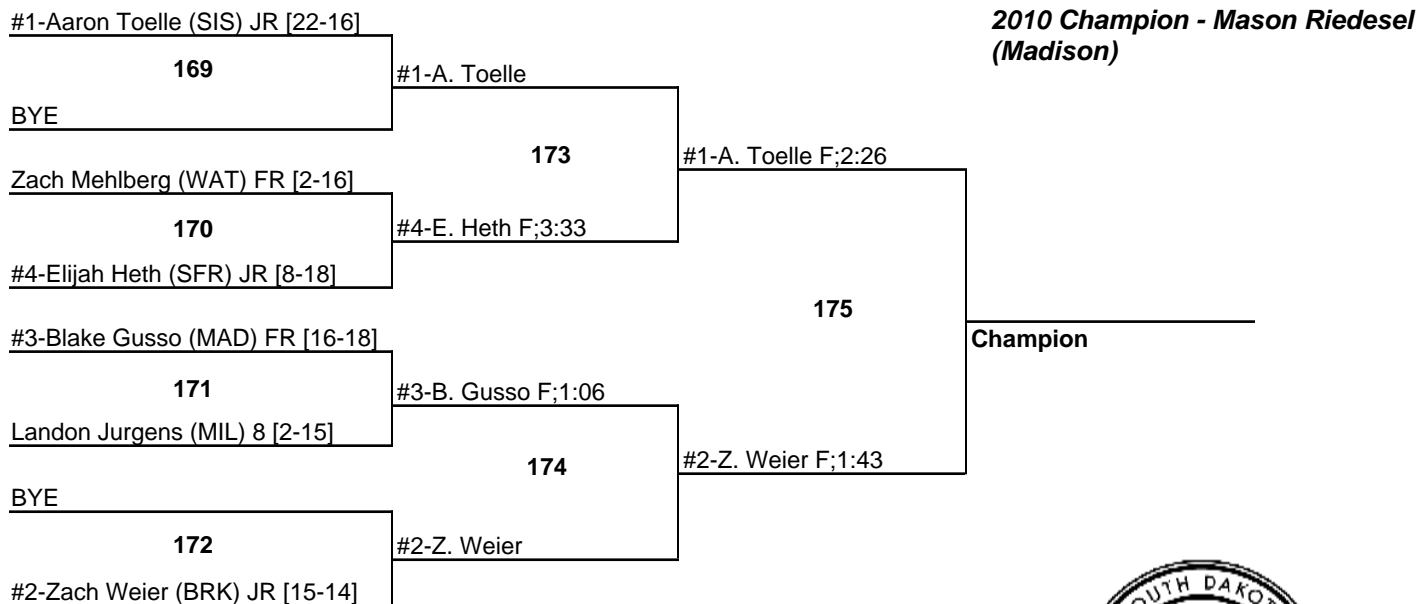 #1-Aaron Toelle (SIS) JR [22-16]
2010 Champion - Mason Riedesel
(Madison)
169
#1-A. Toelle
BYE
173
#1-A. Toelle F;2:26
Zach Mehlberg (WAT) FR [2-16]
170
#4-E. Heth F;3:33
#4-Elijah Heth (SFR) JR [8-18]
175
#3-Blake Gusso (MAD) FR [16-18]
Champion
171
#3-B. Gusso F;1:06
Landon Jurgens (MIL) 8 [2-15]
174
#2-Z. Weier F;1:43
BYE
172
#2-Z. Weier
#2-Zach Weier (BRK) JR [15-14]